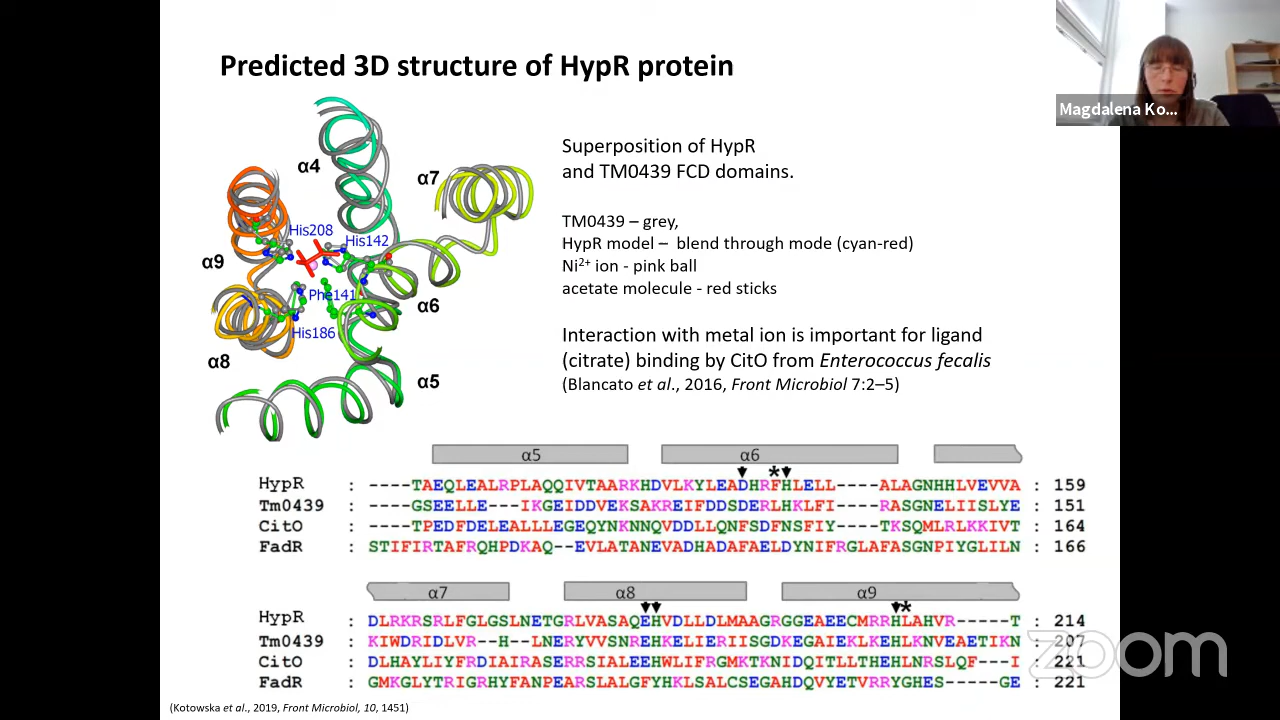 Predicted 3D structure of HypR protein
Magdalena Ko...
α4
α7
His208
His142
α9
Phe141
α6
His186
α8
α5
Superposition of HypR
and TM0439 FCD domains.
TM0439 – grey,
HypR model – blend through mode (cyan-red)
Ni²⁺ ion - pink ball
acetate molecule - red sticks
Interaction with metal ion is important for ligand
(citrate) binding by CitO from Enterococcus fecalis
(Blancato et al., 2016, Front Microbiol 7:2–5)
α5 α6
*
HypR : ----TAEQLEALRPLAQQIVTAARKHDVLKYLEADHRFHLELL----ALAGNHHLVEVVA : 159
Tm0439 : ----GSEELLE---IKGEIDDVEKSAKREIFDDSDERLHKLFI----RASGNELIISLYE : 151
CitO : ----TPEDFDELEALLLEGEQYNKNNQVDDLLQNFSDFNSFIY----TKSQMLRLKKIVT : 164
FadR : STIFIRTAFRQHPDKAQ--EVLATANEVADHADAFAELDYNIFRGLAFASGNPIYGLILN : 166
α7 α8 α9
*
HypR : DLRKRSRLFGLGSLNETGRLVASAQEHVDLLDLMAAGRGGEAEECMRRHLAHVR-----T : 214
Tm0439 : KIWDRIDLVR--H--LNERYVVSNREHKELIERIISGDKEGAIEKLKEHLKNVEAETIKN : 207
CitO : DLHAYLIYFRDIAIRASERRSIALEEHWLIFRGMKTKNIDQITLLTHEHLNRSLQF---I : 221
FadR : GMKGLYTRIGRHYFANPEARSLALGFYHKLSALCSEGAHDQVYETVRRYGHES-----GE : 221
zoom
(Kotowska et al., 2019, Front Microbiol, 10, 1451)